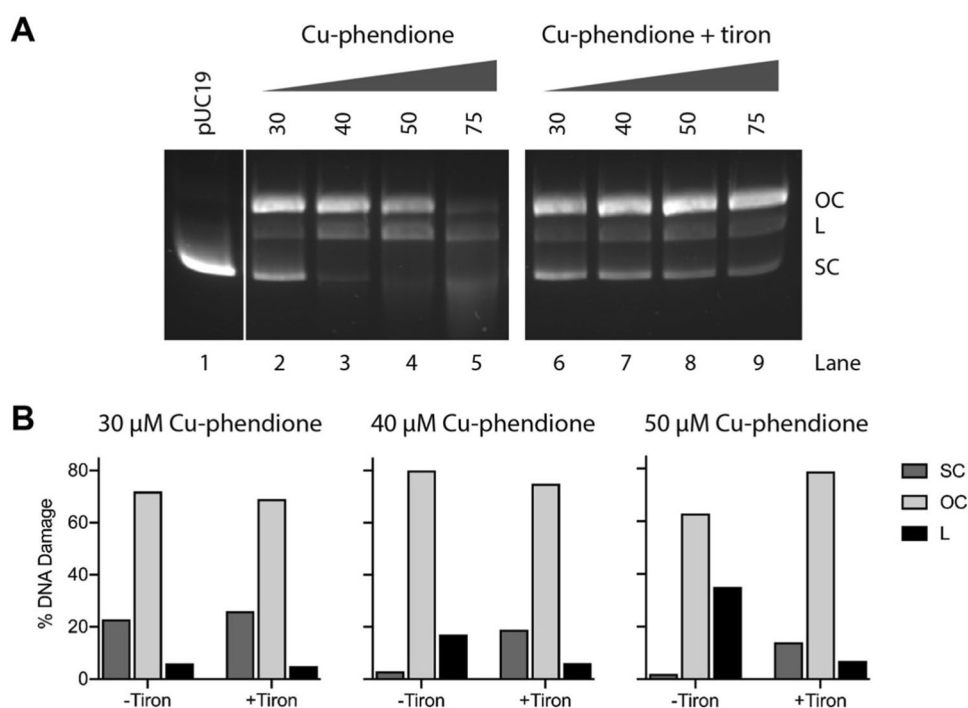 A
Cu-phendione Cu-phendione + tiron
pUC19 30 40 50 75 30 40 50 75
OC
L
SC
1 2 3 4 5 6 7 8 9 Lane
B
30 µM Cu-phendione 40 µM Cu-phendione 50 µM Cu-phendione
% DNA Damage
80
60
40
20
0
-Tiron +Tiron -Tiron +Tiron -Tiron +Tiron
SC
OC
L